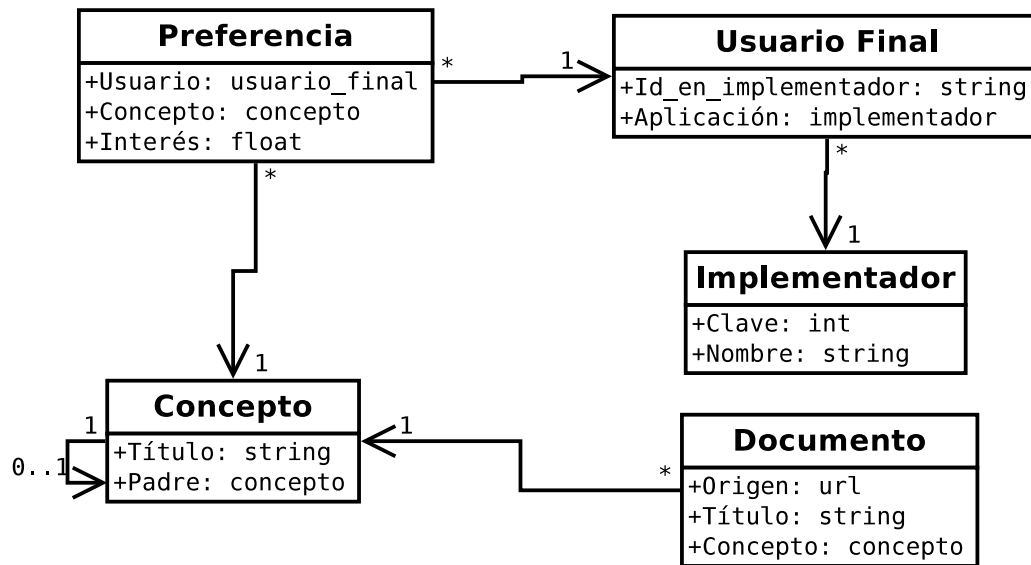 Preferencia
+Usuario: usuario_final
+Concepto: concepto
+Interés: float
*
1
Usuario Final
+Id_en_implementador: string
+Aplicación: implementador
*
1
Implementador
+Clave: int
+Nombre: string
*
1
Concepto
+Título: string
+Padre: concepto
1
0..1
1
*
Documento
+Origen: url
+Título: string
+Concepto: concepto